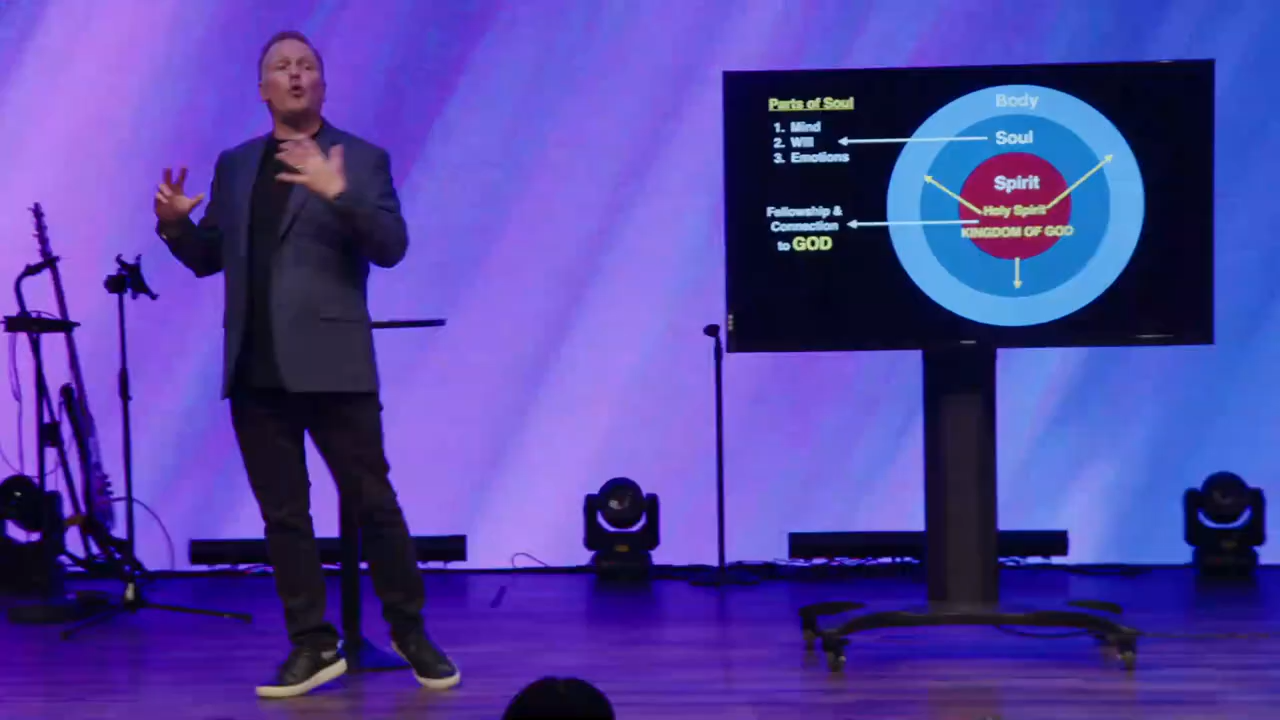 Parts of Soul
1. Mind
2. Will
3. Emotions
Fellowship &
Connection
to GOD
Body
Soul
Spirit
Holy Spirit
KINGDOM OF GOD